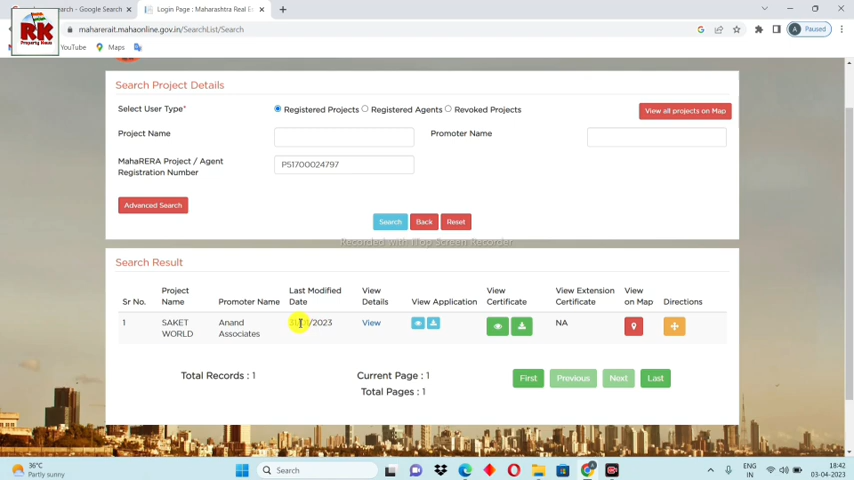 search - Google Search
Login Page : Maharashtra Real Es
maharerait.mahaonline.gov.in/SearchList/Search
A Paused
RK
Property News
YouTube
Maps
Search Project Details
Select User Type*
Registered Projects
Registered Agents
Revoked Projects
View all projects on Map
Project Name
Promoter Name
MahaRERA Project / Agent
Registration Number
P51700024797
Advanced Search
Search
Back
Reset
Recorded with iTop Screen Recorder
Search Result
Sr No.
Project
Name
Promoter Name
Last Modified
Date
View
Details
View Application
View
Certificate
View Extension
Certificate
View
on Map
Directions
1
SAKET
WORLD
Anand
Associates
/2023
View
NA
Total Records : 1
Current Page : 1
Total Pages : 1
First
Previous
Next
Last
36°C
Partly sunny
Search
ENG
IN
18:42
03-04-2023